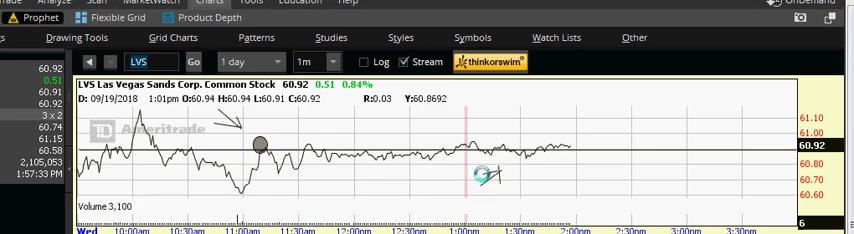 Trade Analyze Scan MarketWatch Charts Tools Education OnDemand
Prophet Flexible Grid Product Depth
Drawing Tools Grid Charts Patterns Studies Styles Symbols Watch Lists Other
LVS Go 1 day 1m Log Stream thinkorswim
60.92
0.51
60.91
60.92
3 x 2
60.74
61.15
60.58
2,105,053
1:57:33 PM
LVS Las Vegas Sands Corp. Common Stock 60.92 0.51 0.84%
D: 09/19/2018 1:01pm O:60.94 H:60.94 L:60.91 C:60.92 R:0.03 Y:60.8692
TD Ameritrade
61.10
61.00
60.92
60.80
60.70
60.60
Volume 3,100
6
Wed 10:00am 10:30am 11:00am 11:30am 12:00pm 12:30pm 1:00pm 1:30pm 2:00pm 2:30pm 3:00pm 3:30pm